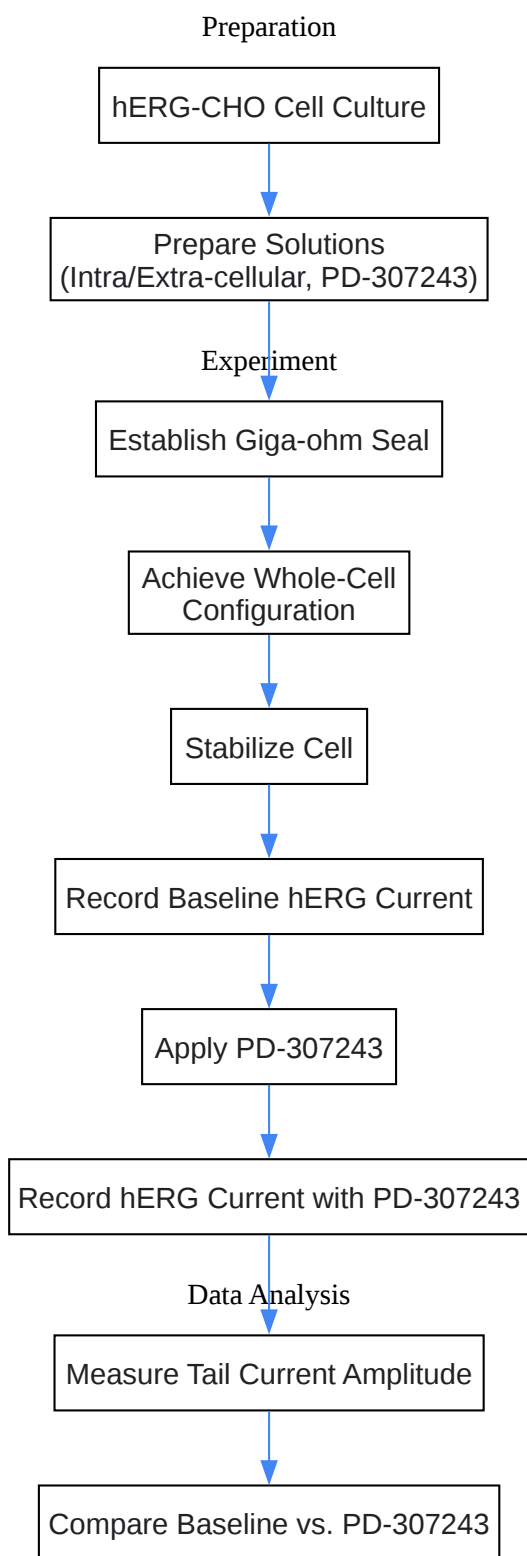 Preparation
hERG-CHO Cell Culture
Prepare Solutions
(Intra/Extra-cellular, PD-307243)
Experiment
Establish Giga-ohm Seal
Achieve Whole-Cell
Configuration
Stabilize Cell
Record Baseline hERG Current
Apply PD-307243
Record hERG Current with PD-307243
Data Analysis
Measure Tail Current Amplitude
Compare Baseline vs. PD-307243